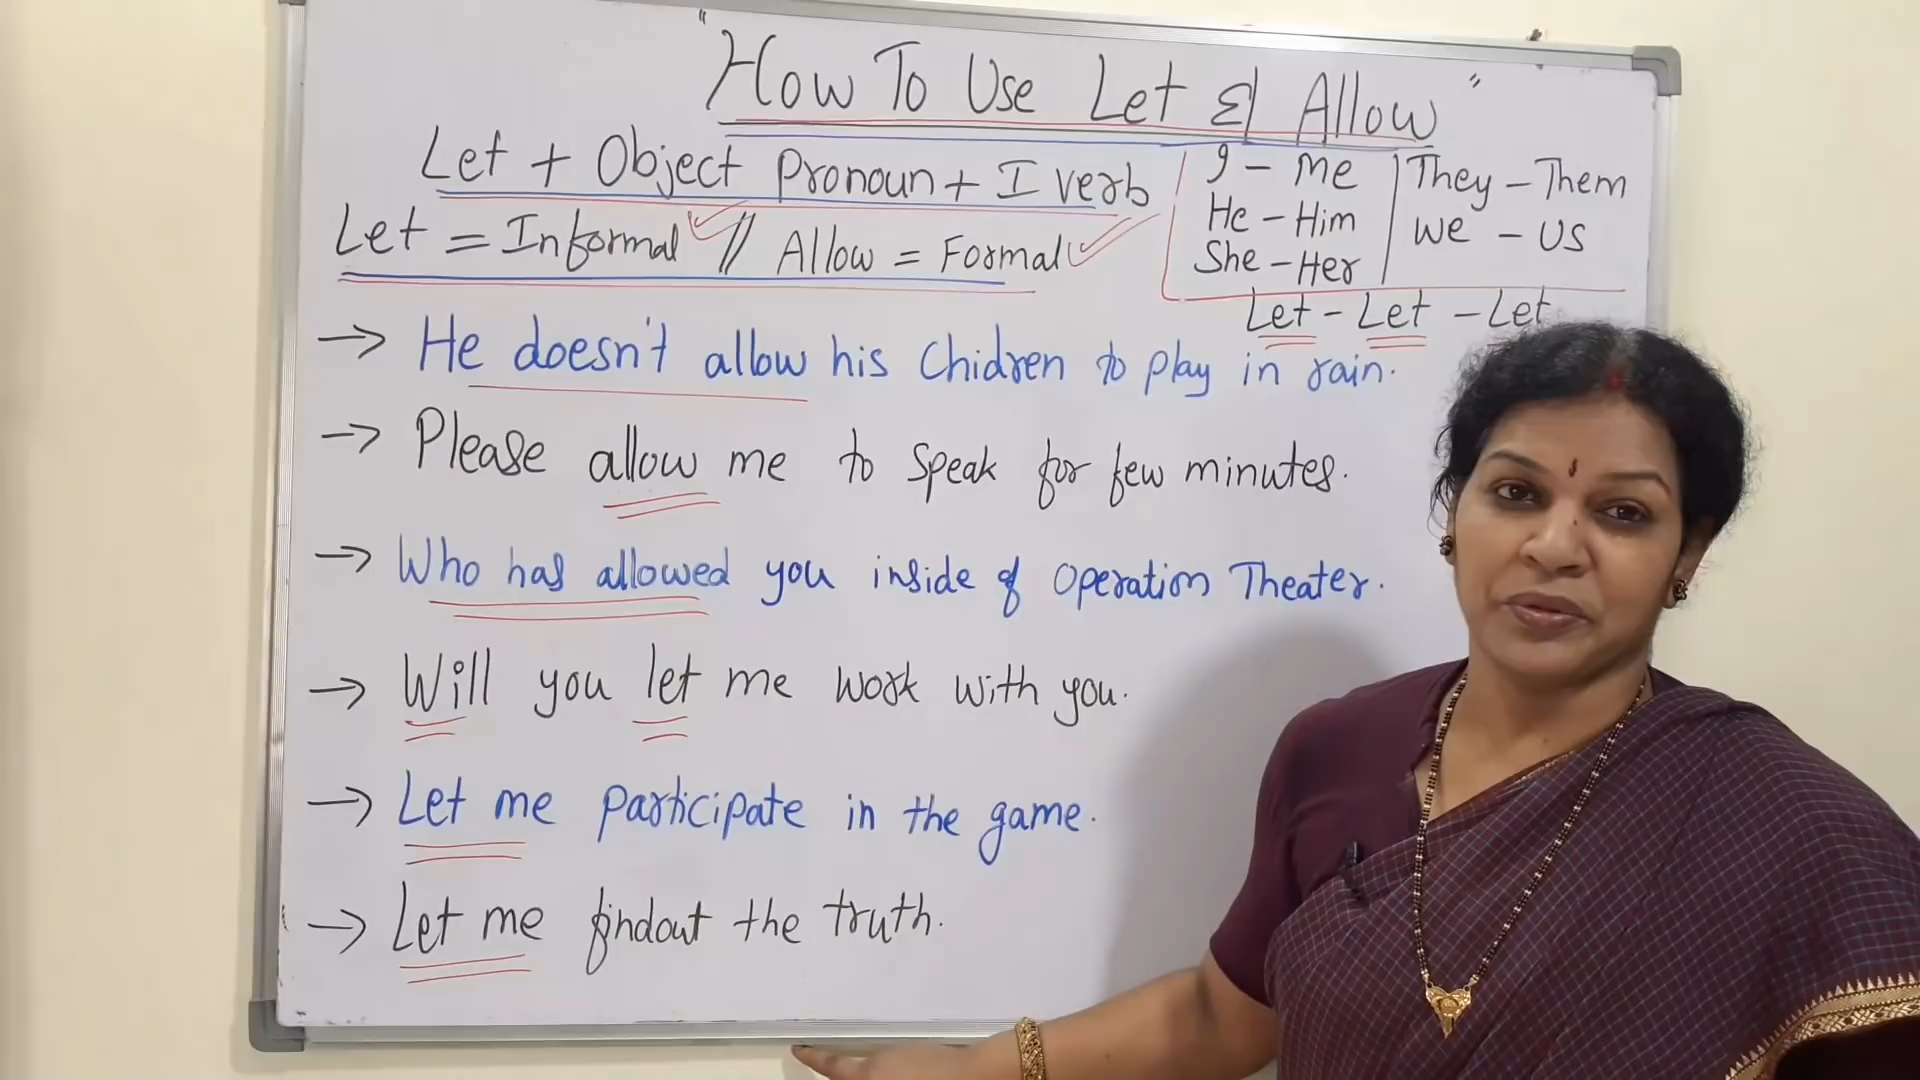 "How To Use Let & Allow"
Let + Object Pronoun + I verb
Let = Informal // Allow = Formal
I - Me
He - Him
She - Her
They - Them
We - US
Let - Let - Let
→ He doesn't allow his Chidren to play in rain.
→ Please allow me to Speak for few minutes.
→ Who has allowed you inside of Operation Theater.
→ Will you let me work with you.
→ Let me participate in the game.
→ Let me findout the truth.